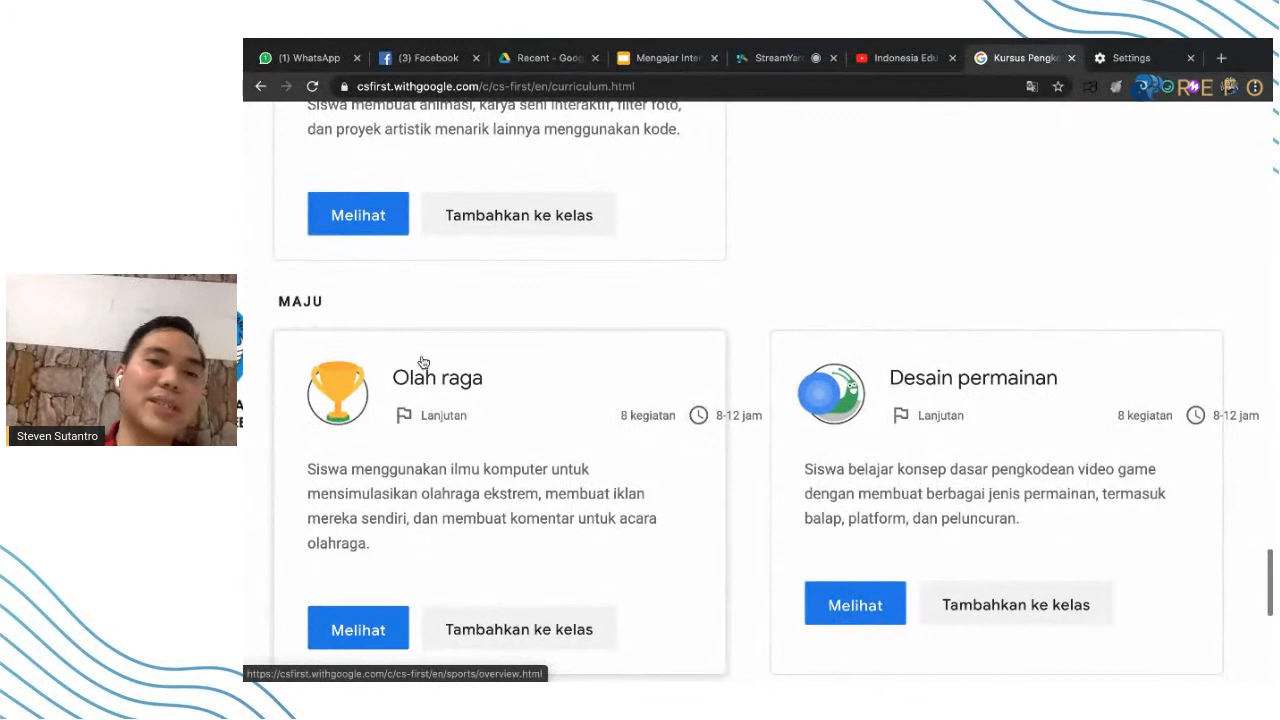 (1) WhatsApp
(3) Facebook
Recent - Goog
Mengajar Inte
StreamYar
Indonesia Edu
Kursus Pengko
Settings
csfirst.withgoogle.com/c/cs-first/en/curriculum.html
Siswa membuat animasi, karya seni interaktif, filter foto,
dan proyek artistik menarik lainnya menggunakan kode.
Melihat
Tambahkan ke kelas
MAJU
Olah raga
Lanjutan
8 kegiatan
8-12 jam
Siswa menggunakan ilmu komputer untuk
mensimulasikan olahraga ekstrem, membuat iklan
mereka sendiri, dan membuat komentar untuk acara
olahraga.
Melihat
Tambahkan ke kelas
Desain permainan
Lanjutan
8 kegiatan
8-12 jam
Siswa belajar konsep dasar pengkodean video game
dengan membuat berbagai jenis permainan, termasuk
balap, platform, dan peluncuran.
Melihat
Tambahkan ke kelas
https://csfirst.withgoogle.com/c/cs-first/en/sports/overview.html
Steven Sutantro